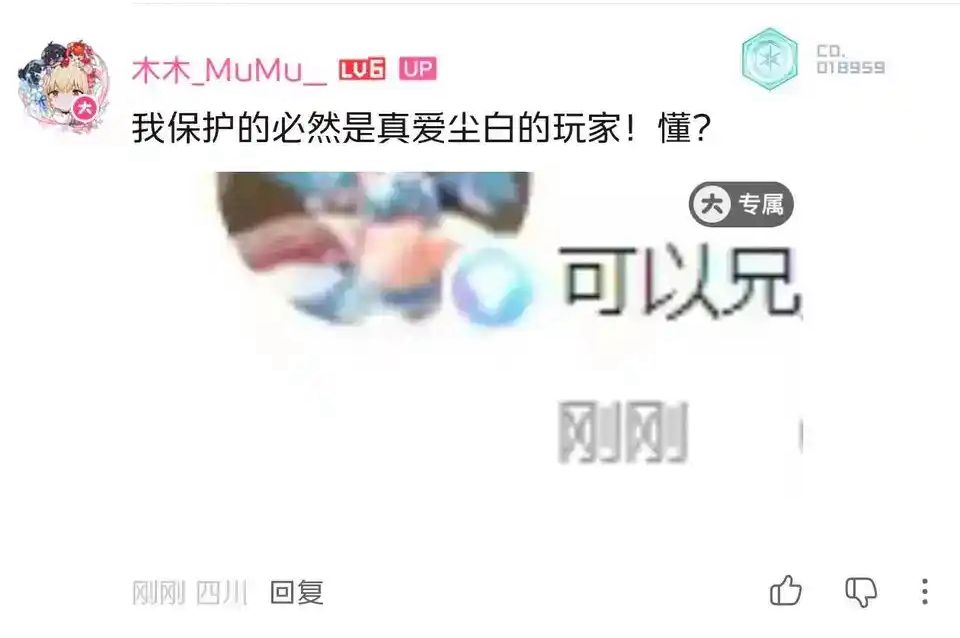 木木_MuMu__ LV6 UP
CD.
018959
我保护的必然是真爱尘白的玩家！懂？
大 专属
可以兄
刚刚
刚刚 四川 回复